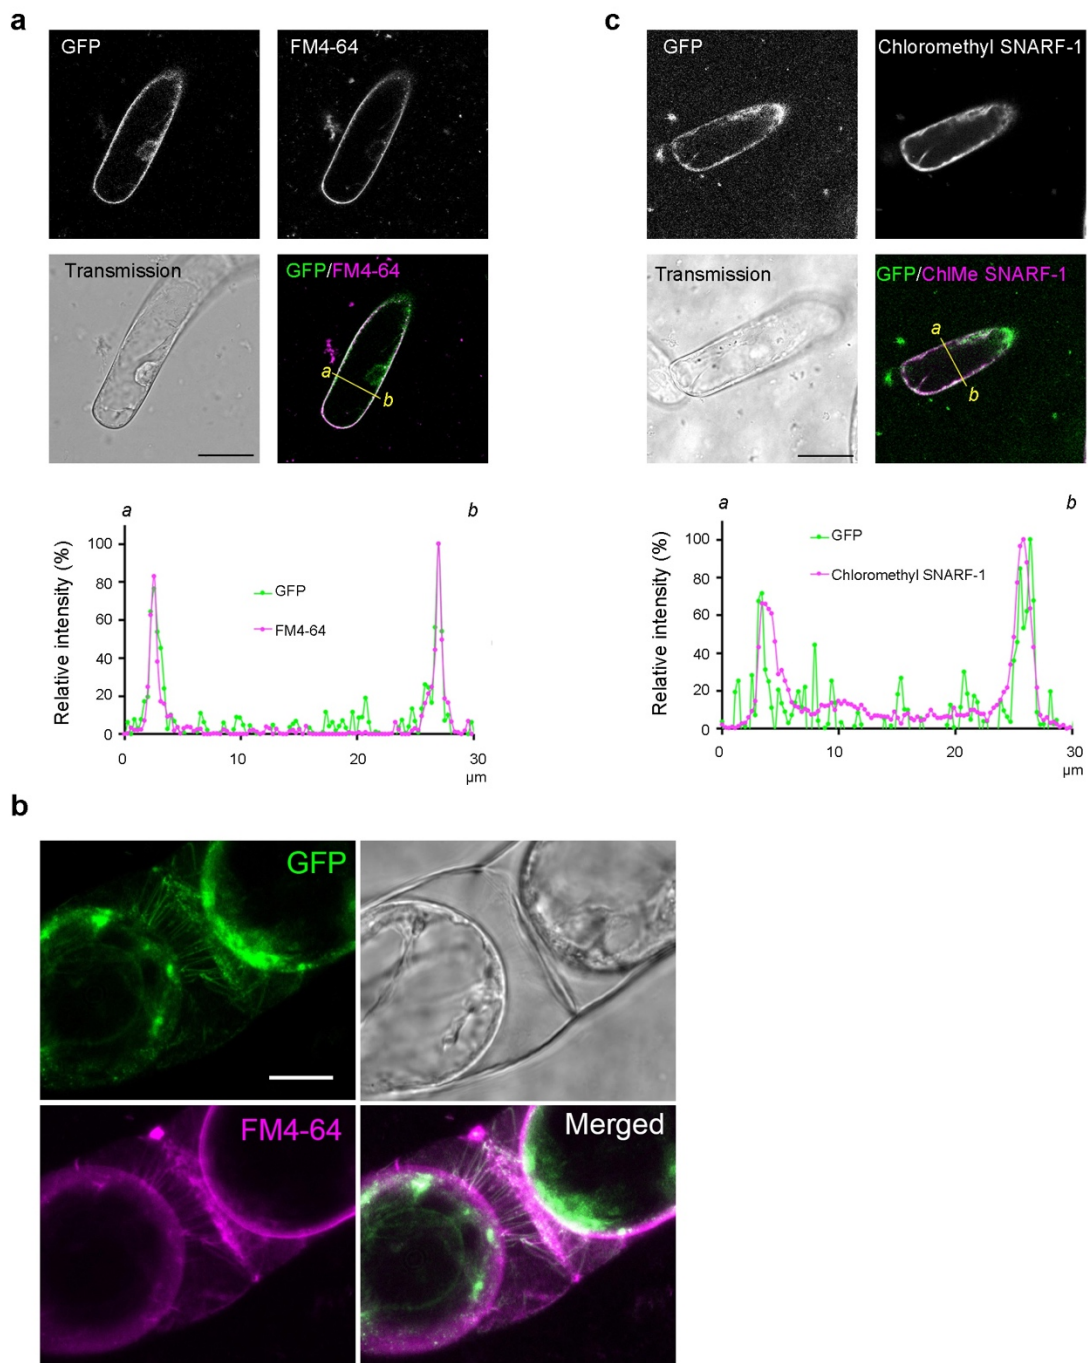 a
GFP
FM4-64
Transmission
GFP/FM4-64
a
b
a
b
Relative intensity (%)
100
80
60
40
20
0
GFP
FM4-64
0
10
20
30
µm
c
GFP
Chloromethyl SNARF-1
Transmission
GFP/ChlMe SNARF-1
a
b
a
b
Relative intensity (%)
100
80
60
40
20
0
GFP
Chloromethyl SNARF-1
0
10
20
30
µm
b
GFP
FM4-64
Merged